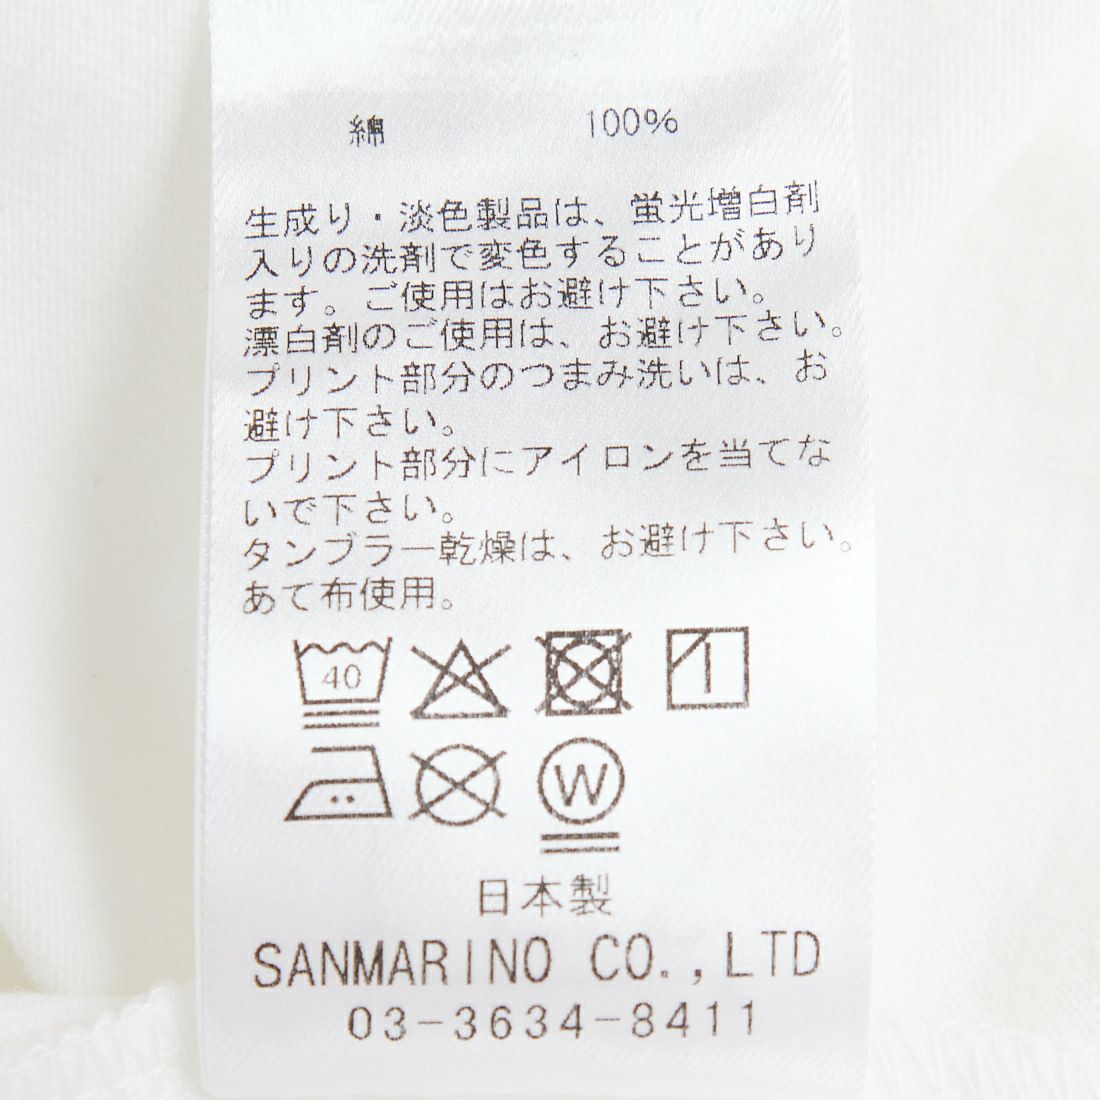 綿 100%
生成り・淡色製品は、蛍光増白剤
入りの洗剤で変色することがあり
ます。ご使用はお避け下さい。
漂白剤のご使用は、お避け下さい。
プリント部分のつまみ洗いは、お
避け下さい。
プリント部分にアイロンを当てな
いで下さい。
タンブラー乾燥は、お避け下さい。
あて布使用。
40
W
日本製
SANMARINO CO.,LTD
03-3634-8411